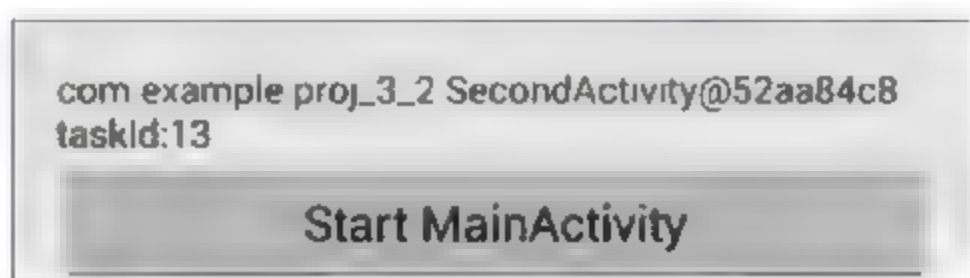 com example proj_3_2 SecondActivity@52aa84c8
taskId:13
Start MainActivity